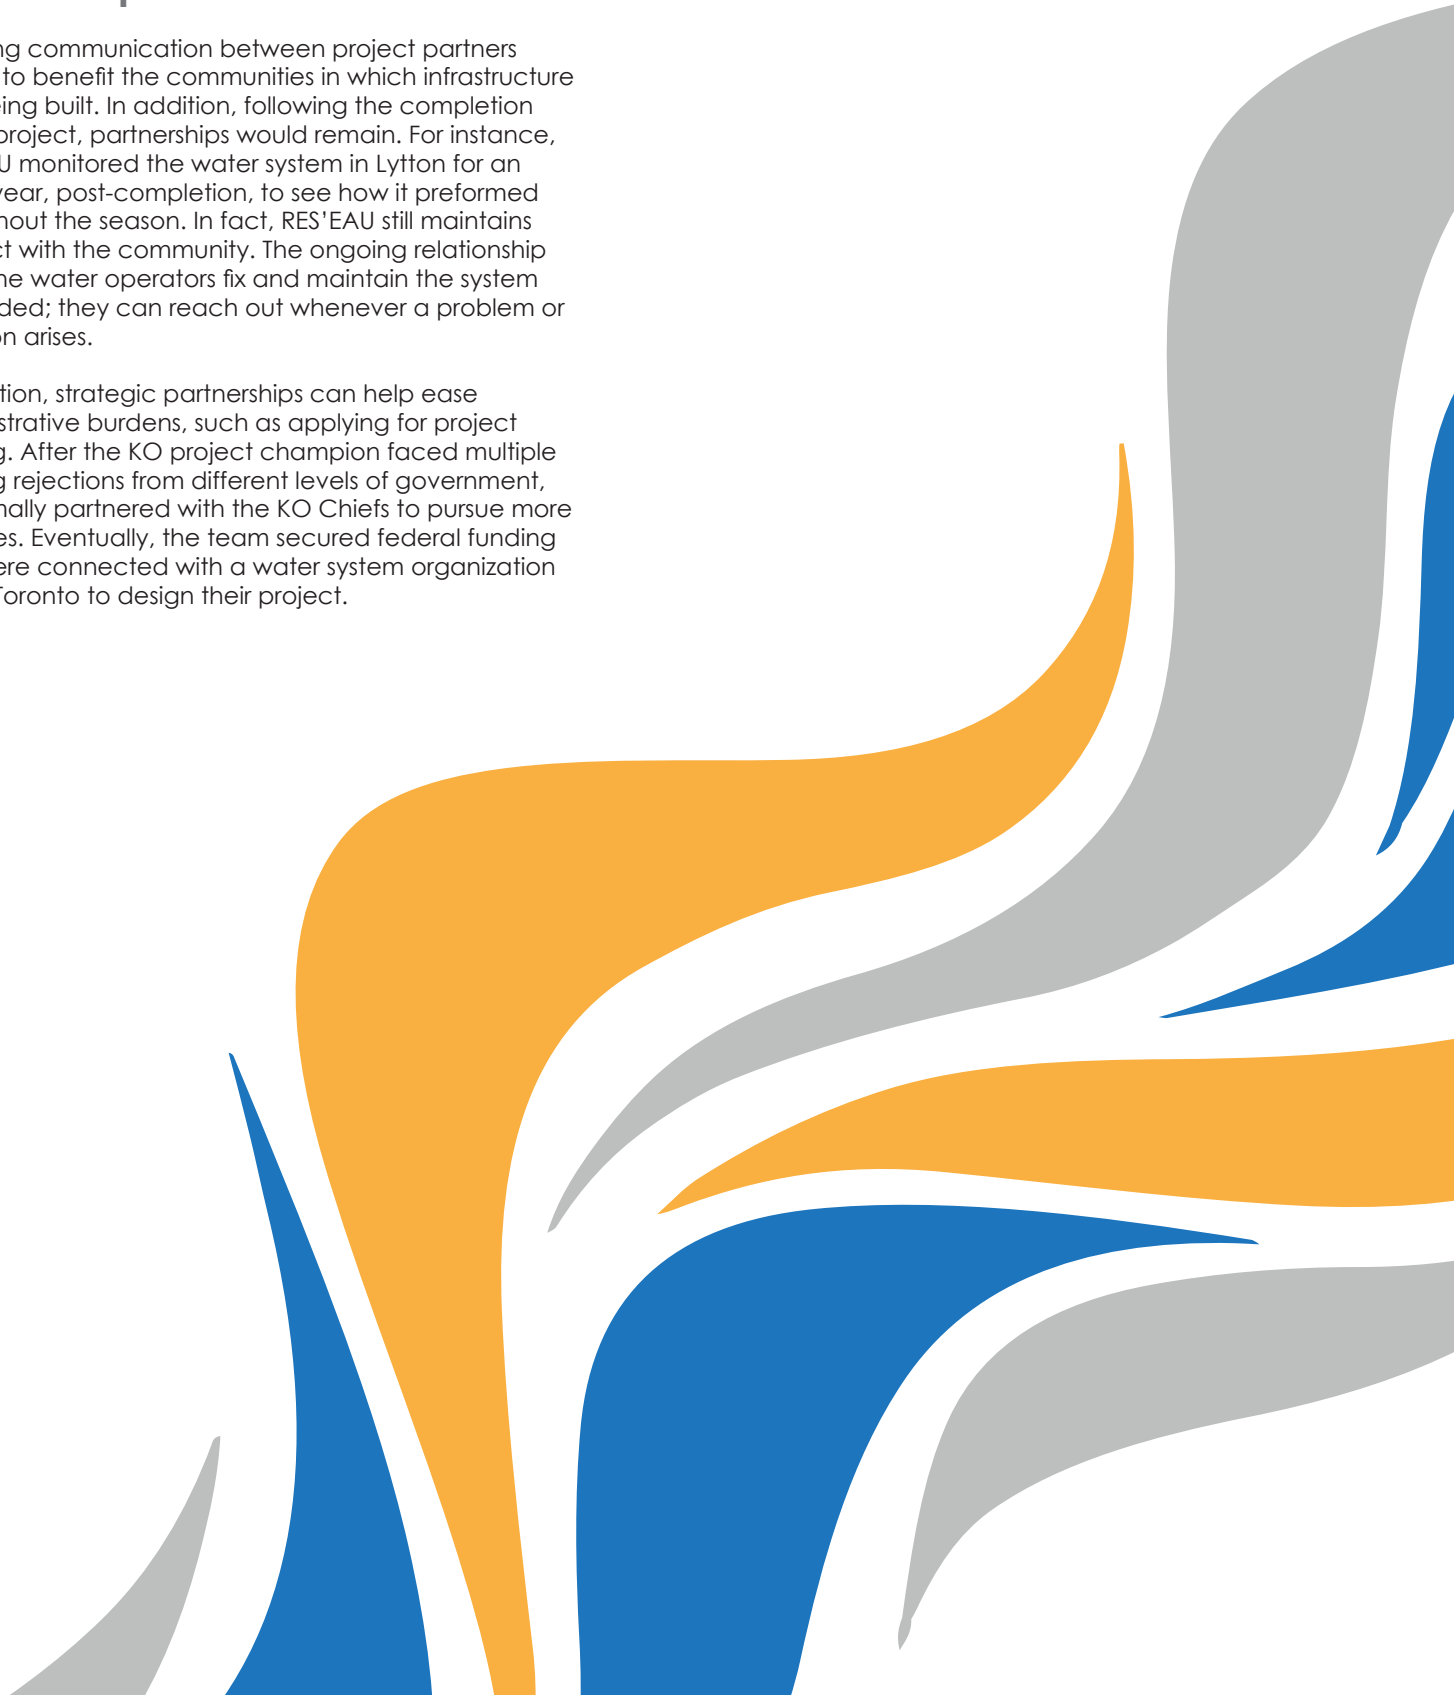 ng communication between project partners
to benefit the communities in which infrastructure
eing built. In addition, following the completion
project, partnerships would remain. For instance,
U monitored the water system in Lytton for an
year, post-completion, to see how it preformed
hout the season. In fact, RES'EAU still maintains
ct with the community. The ongoing relationship
he water operators fix and maintain the system
ded; they can reach out whenever a problem or
on arises.
tion, strategic partnerships can help ease
strative burdens, such as applying for project
g. After the KO project champion faced multiple
g rejections from different levels of government,
nally partnered with the KO Chiefs to pursue more
es. Eventually, the team secured federal funding
ere connected with a water system organization
Toronto to design their project.